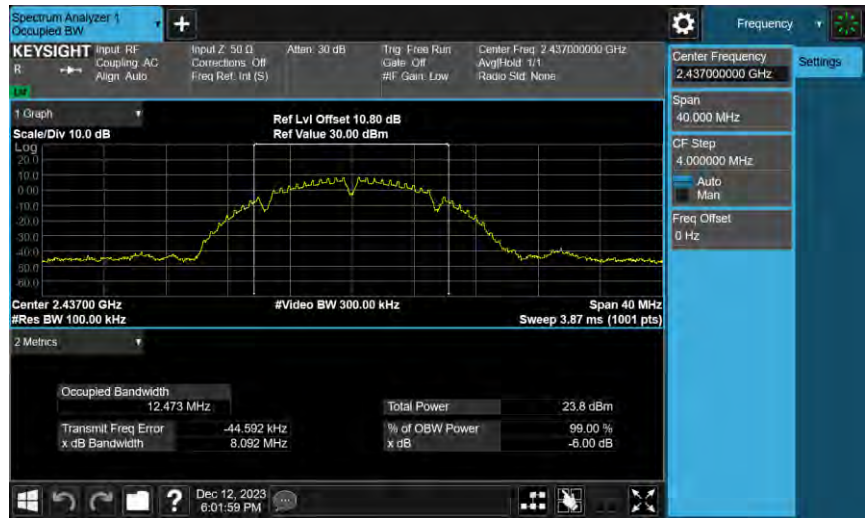 Spectrum Analyzer 1
Occupied BW
+
Frequency
KEYSIGHT
Input: RF
Input Z: 50 Ω
Atten: 30 dB
Trig: Free Run
Center Freq: 2.437000000 GHz
R
Coupling: AC
Corrections: Off
Gate: Off
Avg|Hold: 1/1
Align: Auto
Freq Ref: Int (S)
#IF Gain: Low
Radio Std: None
Center Frequency
2.437000000 GHz
Settings
Span
40.000 MHz
CF Step
4.000000 MHz
Auto
Man
Freq Offset
0 Hz
1 Graph
Ref Lvl Offset 10.80 dB
Scale/Div 10.0 dB
Ref Value 30.00 dBm
Log
20.0
10.0
0.00
-10.0
-20.0
-30.0
-40.0
-50.0
-60.0
Center 2.43700 GHz
#Video BW 300.00 kHz
Span 40 MHz
#Res BW 100.00 kHz
Sweep 3.87 ms (1001 pts)
2 Metrics
Occupied Bandwidth
12.473 MHz
Total Power
23.8 dBm
Transmit Freq Error
-44.592 kHz
% of OBW Power
99.00 %
x dB Bandwidth
8.092 MHz
x dB
-6.00 dB
?
Dec 12, 2023
6:01:59 PM